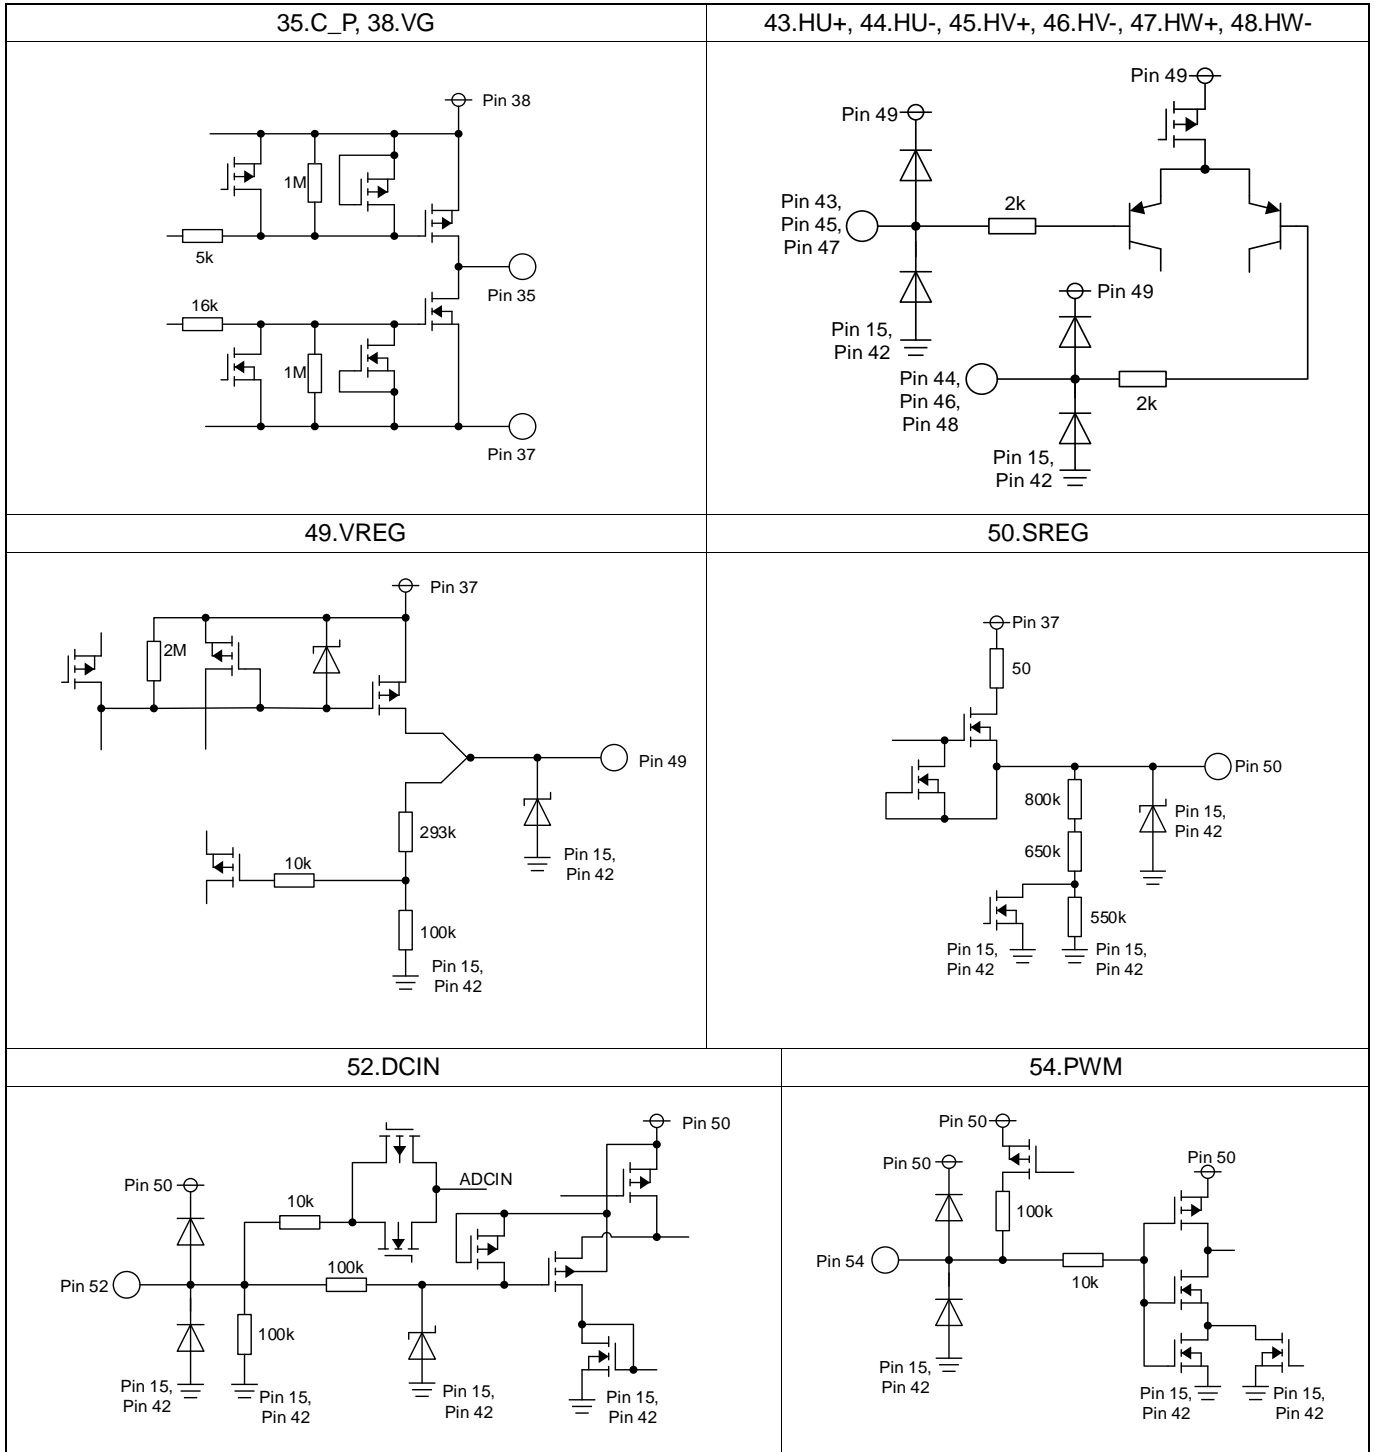 35.C_P, 38.VG
Pin 38
1M
5k
Pin 35
16k
1M
Pin 37
43.HU+, 44.HU-, 45.HV+, 46.HV-, 47.HW+, 48.HW-
Pin 49
Pin 49
Pin 43,
Pin 45,
Pin 47
2k
Pin 15,
Pin 42
Pin 49
Pin 44,
Pin 46,
Pin 48
2k
Pin 15,
Pin 42
49.VREG
Pin 37
2M
Pin 49
293k
10k
Pin 15,
Pin 42
100k
Pin 15,
Pin 42
50.SREG
Pin 37
50
Pin 50
800k
Pin 15,
Pin 42
650k
550k
Pin 15,
Pin 42
Pin 15,
Pin 42
52.DCIN
Pin 50
Pin 50
ADCIN
10k
100k
Pin 52
100k
Pin 15,
Pin 42
Pin 15,
Pin 42
Pin 15,
Pin 42
Pin 15,
Pin 42
54.PWM
Pin 50
Pin 50
Pin 50
100k
Pin 54
10k
Pin 15,
Pin 42
Pin 15,
Pin 42
Pin 15,
Pin 42